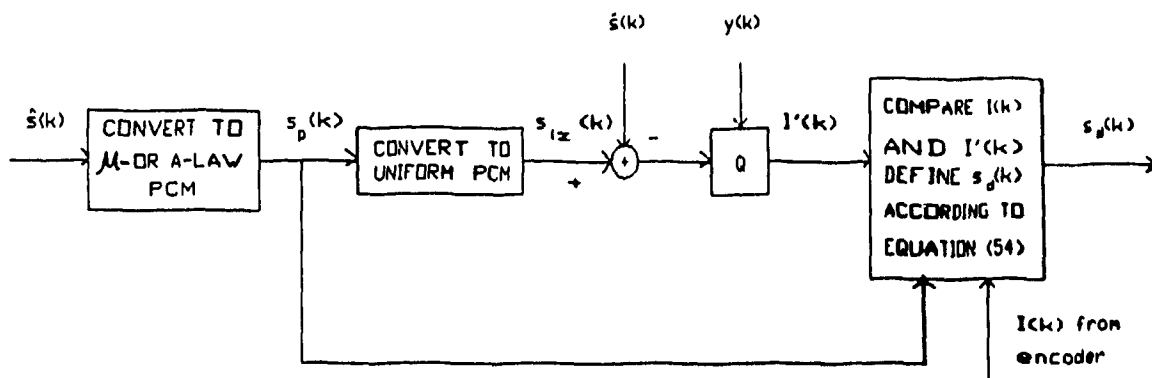 ŝ(k)
y(k)
ŝ(k)
CONVERT TO
μ-OR A-LAW
PCM
s_p(k)
CONVERT TO
UNIFORM PCM
s_lz(k)
-
+
+
Q
I'(k)
COMPARE I(k)
AND I'(k)
DEFINE s_d(k)
ACCORDING TO
EQUATION (54)
s_d(k)
I(k) from
encoder